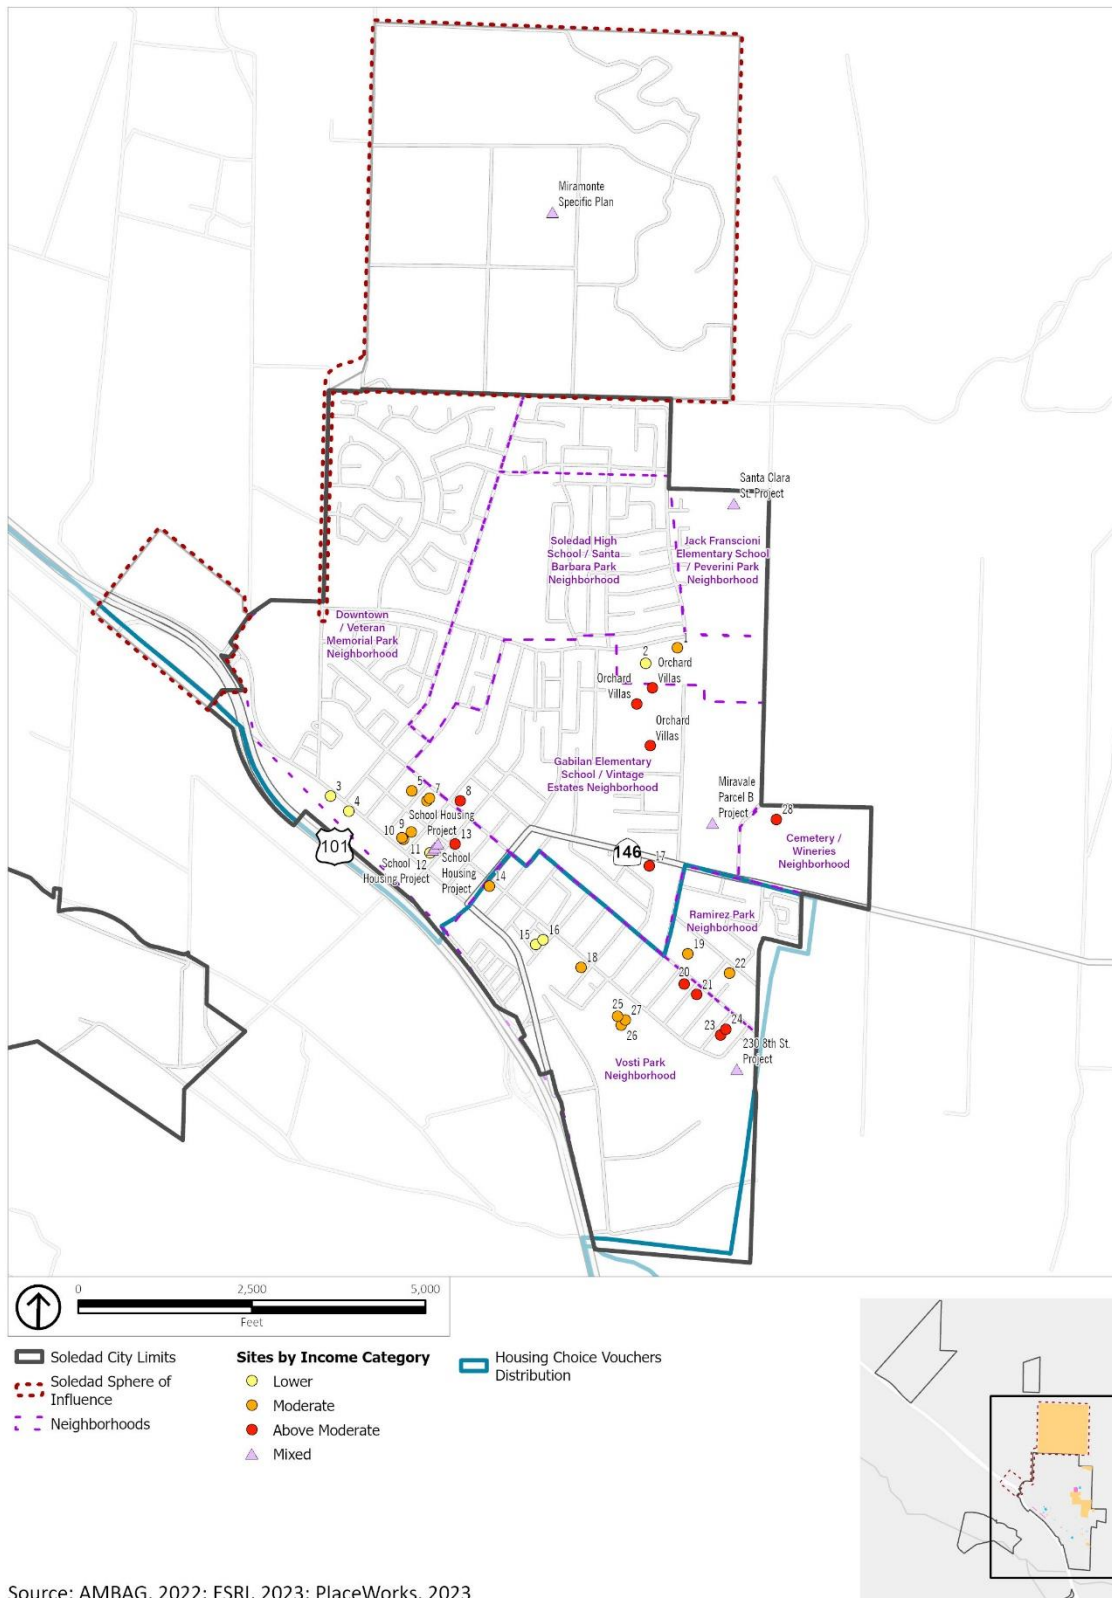 Miramonte
Specific Plan
Santa Clara
St. Project
Soledad High
School / Santa
Barbara Park
Neighborhood
Jack Franscioni
Elementary School
/ Peverini Park
Neighborhood
Downtown
/ Veteran
Memorial Park
Neighborhood
1
2
Orchard
Villas
Orchard
Villas
Orchard
Villas
Gabilan Elementary
School / Vintage
Estates Neighborhood
Miravale
Parcel B
Project
28
Cemetery /
Wineries
Neighborhood
3
4
5
7
8
School Housing
Project
9
10
11
12
13
School
Housing Project
School
Housing
Project
101
146
14
17
15
16
18
Ramirez Park
Neighborhood
19
20
21
22
23
24
25
26
27
230 8th St.
Project
Vosti Park
Neighborhood
0
2,500
5,000
Feet
Soledad City Limits
Soledad Sphere of
Influence
Neighborhoods
Sites by Income Category
Lower
Moderate
Above Moderate
Mixed
Housing Choice Vouchers
Distribution
Source: AMBAG, 2022; ESRI, 2023; PlaceWorks, 2023